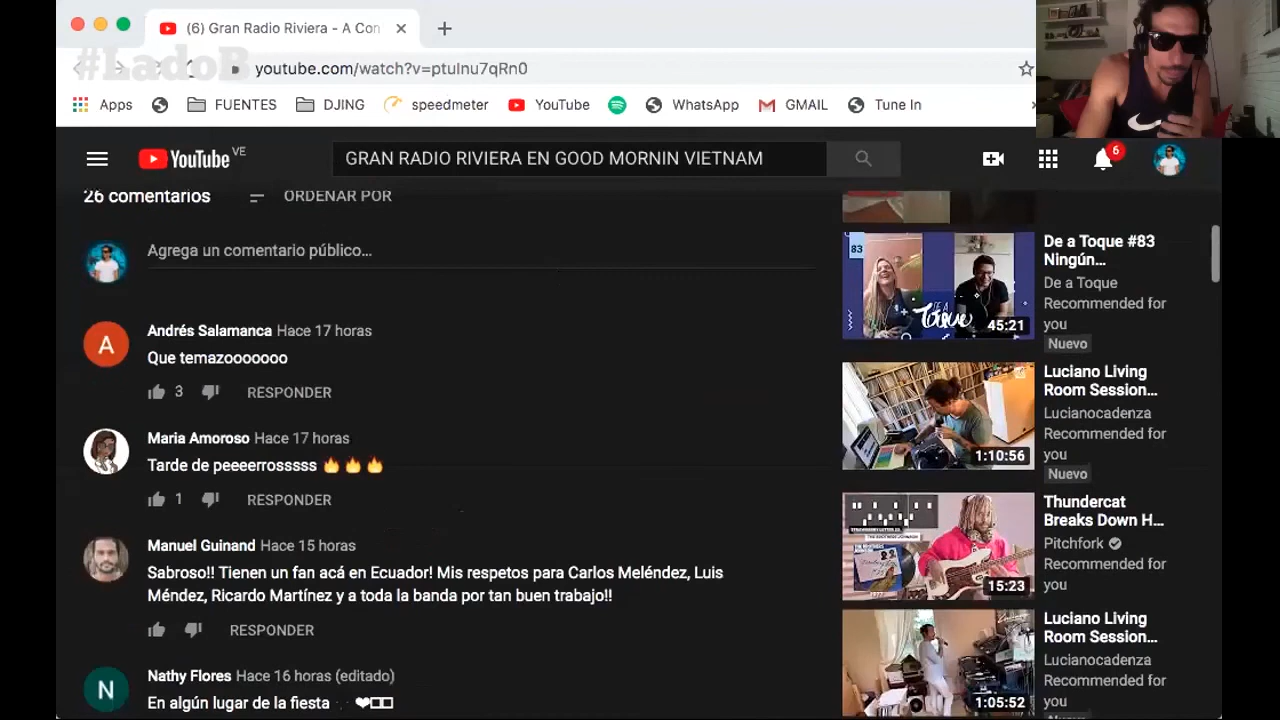 (6) Gran Radio Riviera - A Con
#LadoB
youtube.com/watch?v=ptuInu7qRn0
Apps FUENTES DJING speedmeter YouTube WhatsApp GMAIL Tune In
YouTube VE
GRAN RADIO RIVIERA EN GOOD MORNIN VIETNAM
6
26 comentarios ORDENAR POR
Agrega un comentario público...
A
Andrés Salamanca Hace 17 horas
Que temazooooooo
3 RESPONDER
Maria Amoroso Hace 17 horas
Tarde de peeeerrosssss 🔥🔥🔥
1 RESPONDER
Manuel Guinand Hace 15 horas
Sabroso!! Tienen un fan acá en Ecuador! Mis respetos para Carlos Meléndez, Luis
Méndez, Ricardo Martínez y a toda la banda por tan buen trabajo!!
RESPONDER
N
Nathy Flores Hace 16 horas (editado)
En algún lugar de la fiesta ❤
83
DE A
Toque
45:21
De a Toque #83
Ningún...
De a Toque
Recommended for
you
Nuevo
1:10:56
Luciano Living
Room Session...
Lucianocadenza
Recommended for
you
Nuevo
15:23
Thundercat
Breaks Down H...
Pitchfork
Recommended for
you
1:05:52
Luciano Living
Room Session...
Lucianocadenza
Recommended for
you